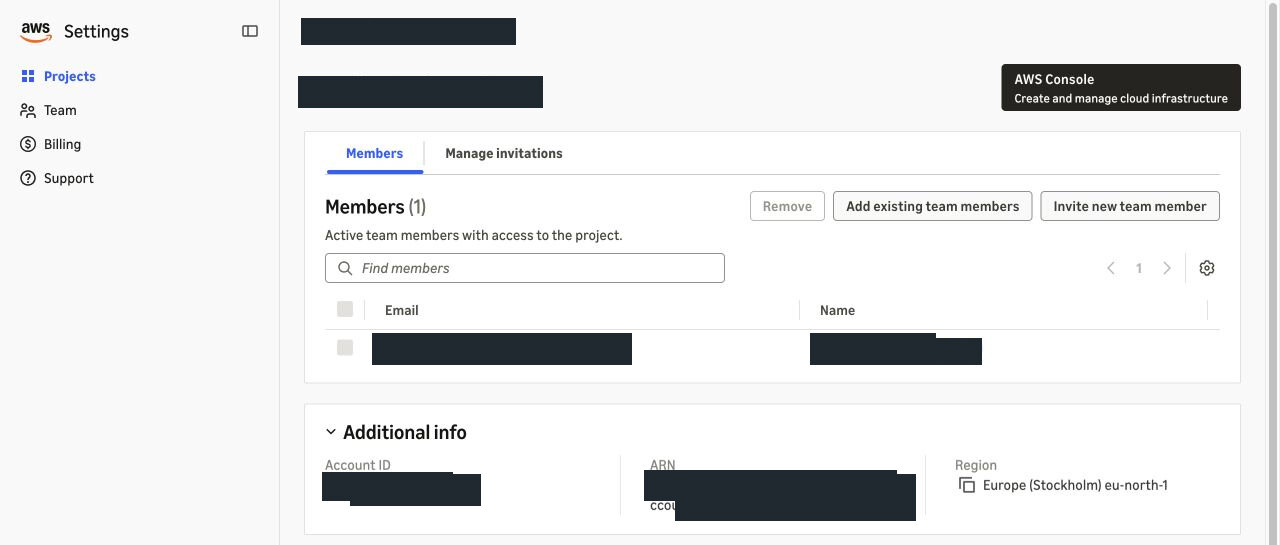 aws Settings
Projects
Team
Billing
Support
AWS Console
Create and manage cloud infrastructure
Members
Manage invitations
Members (1)
Remove
Add existing team members
Invite new team member
Active team members with access to the project.
Find members
1
Email
Name
Additional info
Account ID
ARN
Region
Europe (Stockholm) eu-north-1